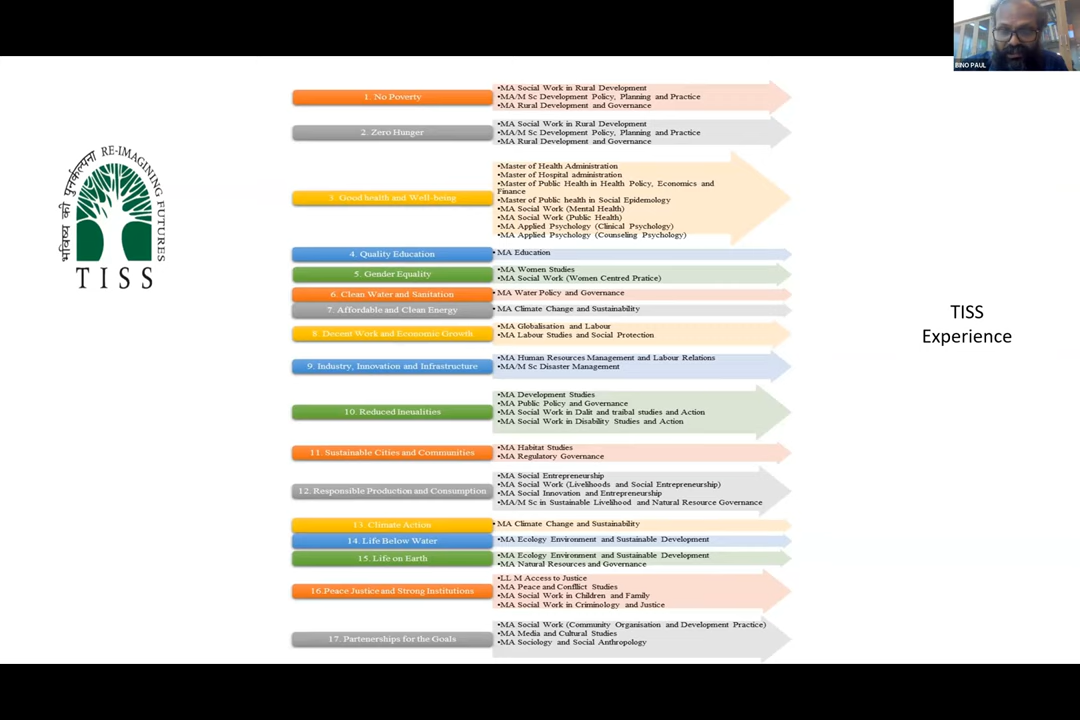 BINO PAUL
भविष्य की पुनर्कल्पना RE-IMAGINING FUTURES
TISS
1. No Poverty
•MA Social Work in Rural Development
•MA/M Sc Development Policy, Planning and Practice
•MA Rural Development and Governance
2. Zero Hunger
•MA Social Work in Rural Development
•MA/M Sc Development Policy, Planning and Practice
•MA Rural Development and Governance
3. Good health and Well-being
•Master of Health Administration
•Master of Hospital administration
•Master of Public Health in Health Policy, Economics and
Finance
•Master of Public health in Social Epidemology
•MA Social Work (Mental Health)
•MA Social Work (Public Health)
•MA Applied Psychology (Clinical Psychology)
•MA Applied Psychology (Counseling Psychology)
4. Quality Education
• MA Education
5. Gender Equality
•MA Women Studies
•MA Social Work (Women Centred Pratice)
6. Clean Water and Sanitation
• MA Water Policy and Governance
7. Affordable and Clean Energy
• MA Climate Change and Sustainability
8. Decent Work and Economic Growth
•MA Globalisation and Labour
•MA Labour Studies and Social Protection
9. Industry, Innovation and Infrastructure
•MA Human Resources Management and Labour Relations
•MA/M Sc Disaster Management
10. Reduced Ineualities
•MA Development Studies
•MA Public Policy and Governance
•MA Social Work in Dalit and traibal studies and Action
•MA Social Work in Disability Studies and Action
11. Sustainable Cities and Communities
•MA Habitat Studies
•MA Regulatory Governance
12. Responsible Production and Consumption
•MA Social Entrepreneurship
•MA Social Work (Livelihoods and Social Entrepreneurship)
•MA Social Innovation and Entrepreneurship
•MA/M Sc in Sustainable Livelihood and Natural Resource Governance
13. Climate Action
• MA Climate Change and Sustainability
14. Life Below Water
•MA Ecology Environment and Sustainable Development
15. Life on Earth
•MA Ecology Environment and Sustainable Development
•MA Natural Resources and Governance
16.Peace Justice and Strong Institutions
•LL M Access to Justice
•MA Peace and Conflict Studies
•MA Social Work in Children and Family
•MA Social Work in Criminology and Justice
17. Partenerships for the Goals
•MA Social Work (Community Organisation and Development Practice)
•MA Media and Cultural Studies
•MA Sociology and Social Anthropology
TISS
Experience